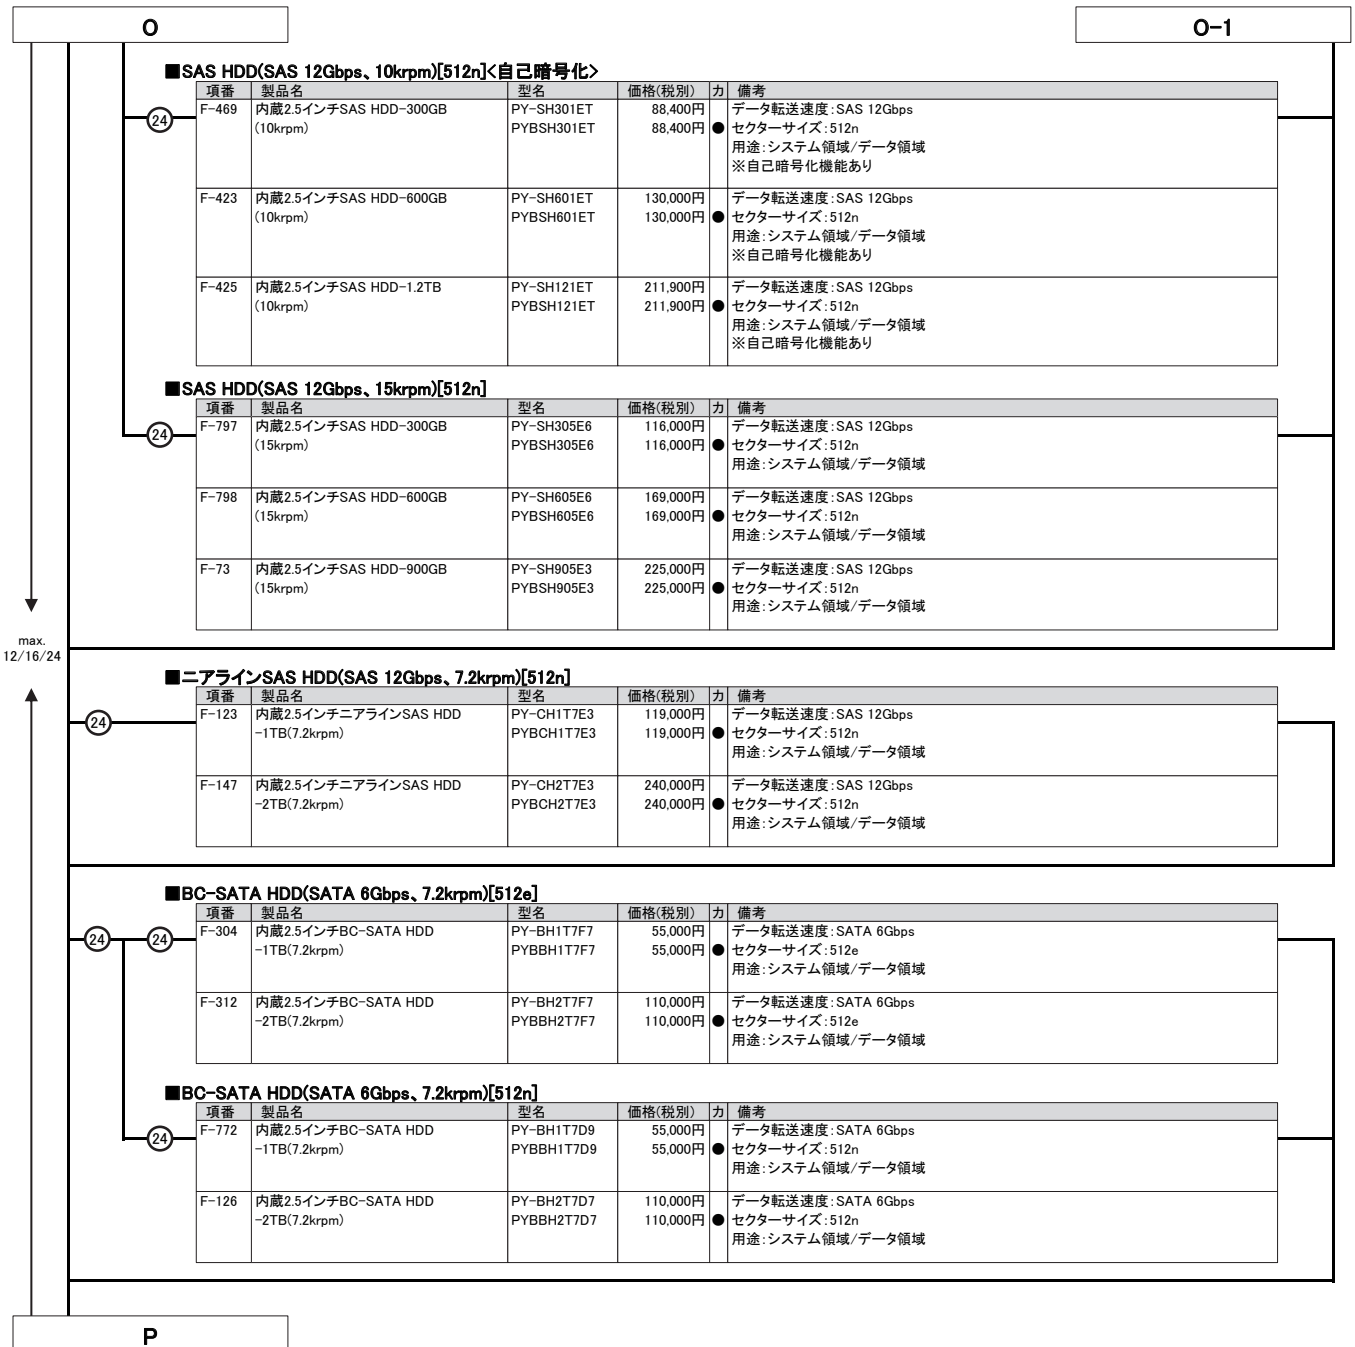 O
O-1
■SAS HDD(SAS 12Gbps、10krpm)[512n]<自己暗号化>
項番 製品名 型名 価格(税別) カ 備考
F-469 内蔵2.5インチSAS HDD-300GB PY-SH301ET 88,400円 データ転送速度:SAS 12Gbps
24
(10krpm) PYBSH301ET 88,400円 ● セクターサイズ:512n
用途:システム領域/データ領域
※自己暗号化機能あり
F-423 内蔵2.5インチSAS HDD-600GB PY-SH601ET 130,000円 データ転送速度:SAS 12Gbps
(10krpm) PYBSH601ET 130,000円 ● セクターサイズ:512n
用途:システム領域/データ領域
※自己暗号化機能あり
F-425 内蔵2.5インチSAS HDD-1.2TB PY-SH121ET 211,900円 データ転送速度:SAS 12Gbps
(10krpm) PYBSH121ET 211,900円 ● セクターサイズ:512n
用途:システム領域/データ領域
※自己暗号化機能あり
■SAS HDD(SAS 12Gbps、15krpm)[512n]
項番 製品名 型名 価格(税別) カ 備考
F-797 内蔵2.5インチSAS HDD-300GB PY-SH305E6 116,000円 データ転送速度:SAS 12Gbps
24
(15krpm) PYBSH305E6 116,000円 ● セクターサイズ:512n
用途:システム領域/データ領域
F-798 内蔵2.5インチSAS HDD-600GB PY-SH605E6 169,000円 データ転送速度:SAS 12Gbps
(15krpm) PYBSH605E6 169,000円 ● セクターサイズ:512n
用途:システム領域/データ領域
F-73 内蔵2.5インチSAS HDD-900GB PY-SH905E3 225,000円 データ転送速度:SAS 12Gbps
(15krpm) PYBSH905E3 225,000円 ● セクターサイズ:512n
用途:システム領域/データ領域
max.
12/16/24
■ニアラインSAS HDD(SAS 12Gbps、7.2krpm)[512n]
項番 製品名 型名 価格(税別) カ 備考
F-123 内蔵2.5インチニアラインSAS HDD PY-CH1T7E3 119,000円 データ転送速度:SAS 12Gbps
24
-1TB(7.2krpm) PYBCH1T7E3 119,000円 ● セクターサイズ:512n
用途:システム領域/データ領域
F-147 内蔵2.5インチニアラインSAS HDD PY-CH2T7E3 240,000円 データ転送速度:SAS 12Gbps
-2TB(7.2krpm) PYBCH2T7E3 240,000円 ● セクターサイズ:512n
用途:システム領域/データ領域
■BC-SATA HDD(SATA 6Gbps、7.2krpm)[512e]
項番 製品名 型名 価格(税別) カ 備考
F-304 内蔵2.5インチBC-SATA HDD PY-BH1T7F7 55,000円 データ転送速度:SATA 6Gbps
24 24
-1TB(7.2krpm) PYBBH1T7F7 55,000円 ● セクターサイズ:512e
用途:システム領域/データ領域
F-312 内蔵2.5インチBC-SATA HDD PY-BH2T7F7 110,000円 データ転送速度:SATA 6Gbps
-2TB(7.2krpm) PYBBH2T7F7 110,000円 ● セクターサイズ:512e
用途:システム領域/データ領域
■BC-SATA HDD(SATA 6Gbps、7.2krpm)[512n]
項番 製品名 型名 価格(税別) カ 備考
F-772 内蔵2.5インチBC-SATA HDD PY-BH1T7D9 55,000円 データ転送速度:SATA 6Gbps
24
-1TB(7.2krpm) PYBBH1T7D9 55,000円 ● セクターサイズ:512n
用途:システム領域/データ領域
F-126 内蔵2.5インチBC-SATA HDD PY-BH2T7D7 110,000円 データ転送速度:SATA 6Gbps
-2TB(7.2krpm) PYBBH2T7D7 110,000円 ● セクターサイズ:512n
用途:システム領域/データ領域
P